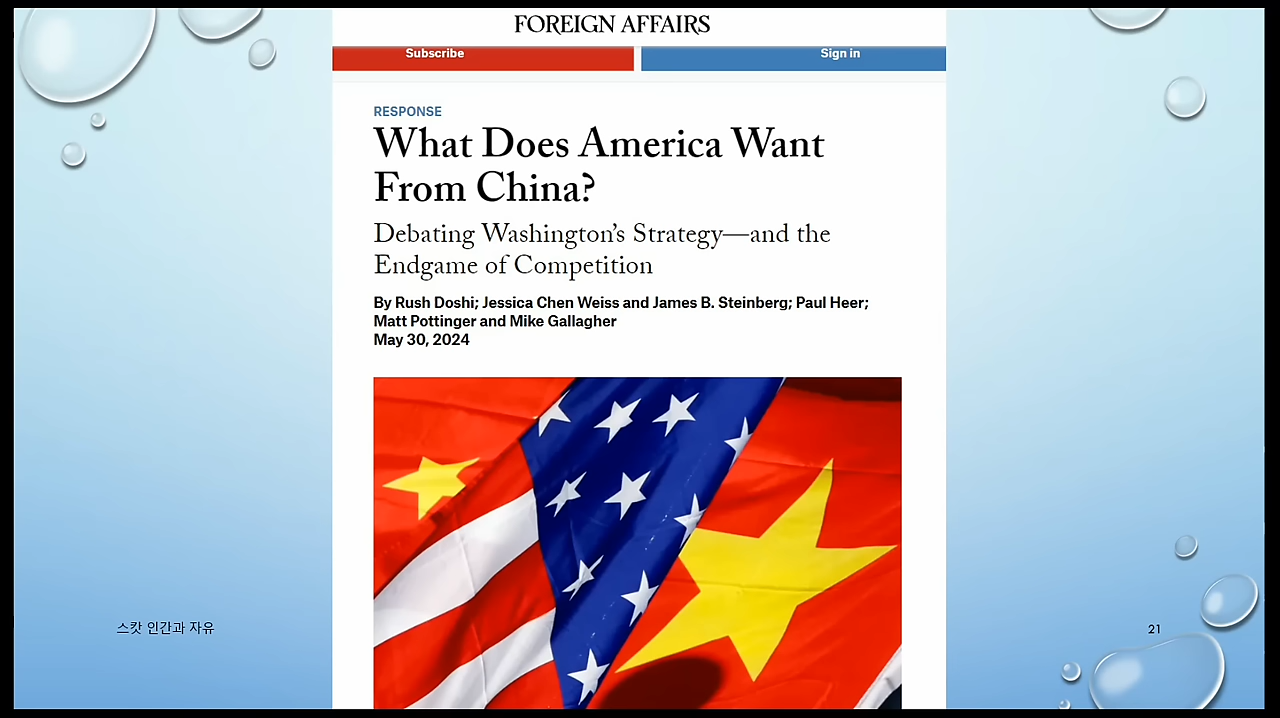 FOREIGN AFFAIRS
Subscribe
Sign in
RESPONSE
What Does America Want
From China?
Debating Washington’s Strategy—and the
Endgame of Competition
By Rush Doshi; Jessica Chen Weiss and James B. Steinberg; Paul Heer;
Matt Pottinger and Mike Gallagher
May 30, 2024
스캇 인간과 자유
21